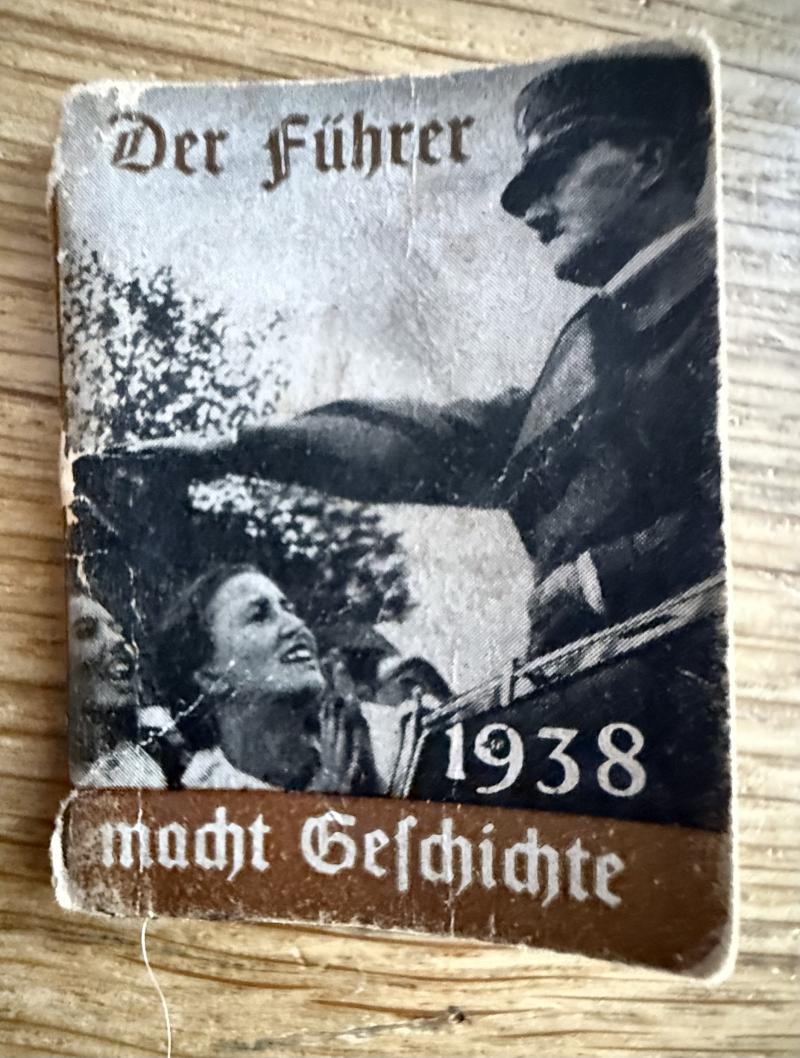 Der Führer
1938
macht Geſchichte